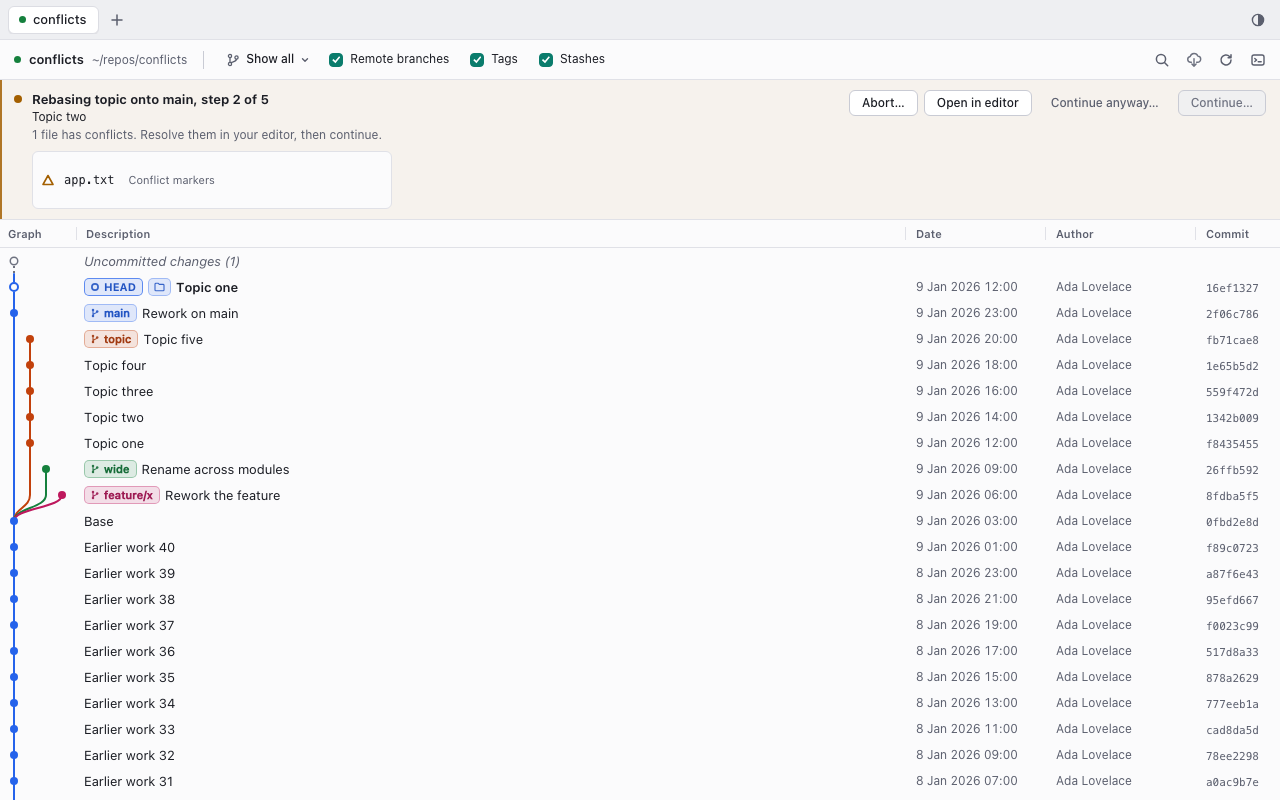 conflicts
conflicts ~/repos/conflicts Show all Remote branches Tags Stashes
Rebasing topic onto main, step 2 of 5
Topic two
1 file has conflicts. Resolve them in your editor, then continue.
Abort... Open in editor Continue anyway... Continue...
app.txt Conflict markers
Graph Description Date Author Commit
Uncommitted changes (1)
HEAD Topic one 9 Jan 2026 12:00 Ada Lovelace 16ef1327
main Rework on main 9 Jan 2026 23:00 Ada Lovelace 2f06c786
topic Topic five 9 Jan 2026 20:00 Ada Lovelace fb71cae8
Topic four 9 Jan 2026 18:00 Ada Lovelace 1e65b5d2
Topic three 9 Jan 2026 16:00 Ada Lovelace 559f472d
Topic two 9 Jan 2026 14:00 Ada Lovelace 1342b009
Topic one 9 Jan 2026 12:00 Ada Lovelace f8435455
wide Rename across modules 9 Jan 2026 09:00 Ada Lovelace 26ffb592
feature/x Rework the feature 9 Jan 2026 06:00 Ada Lovelace 8fdba5f5
Base 9 Jan 2026 03:00 Ada Lovelace 0fbd2e8d
Earlier work 40 9 Jan 2026 01:00 Ada Lovelace f89c0723
Earlier work 39 8 Jan 2026 23:00 Ada Lovelace a87f6e43
Earlier work 38 8 Jan 2026 21:00 Ada Lovelace 95efd667
Earlier work 37 8 Jan 2026 19:00 Ada Lovelace f0023c99
Earlier work 36 8 Jan 2026 17:00 Ada Lovelace 517d8a33
Earlier work 35 8 Jan 2026 15:00 Ada Lovelace 878a2629
Earlier work 34 8 Jan 2026 13:00 Ada Lovelace 777eeb1a
Earlier work 33 8 Jan 2026 11:00 Ada Lovelace cad8da5d
Earlier work 32 8 Jan 2026 09:00 Ada Lovelace 78ee2298
Earlier work 31 8 Jan 2026 07:00 Ada Lovelace a0ac9b7e